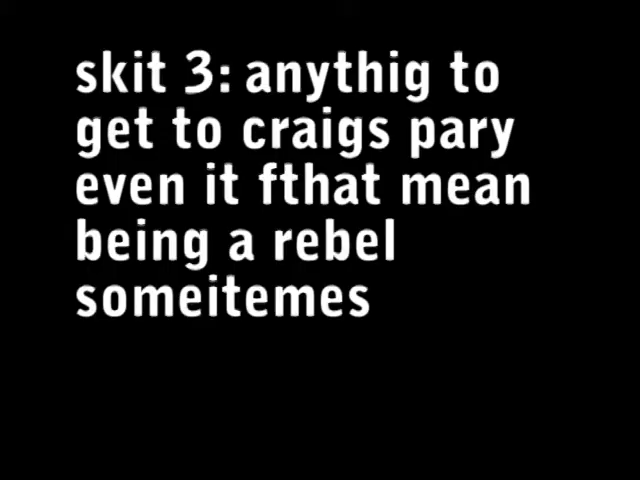 skit 3: anythig to
get to craigs pary
even it fthat mean
being a rebel
someitemes